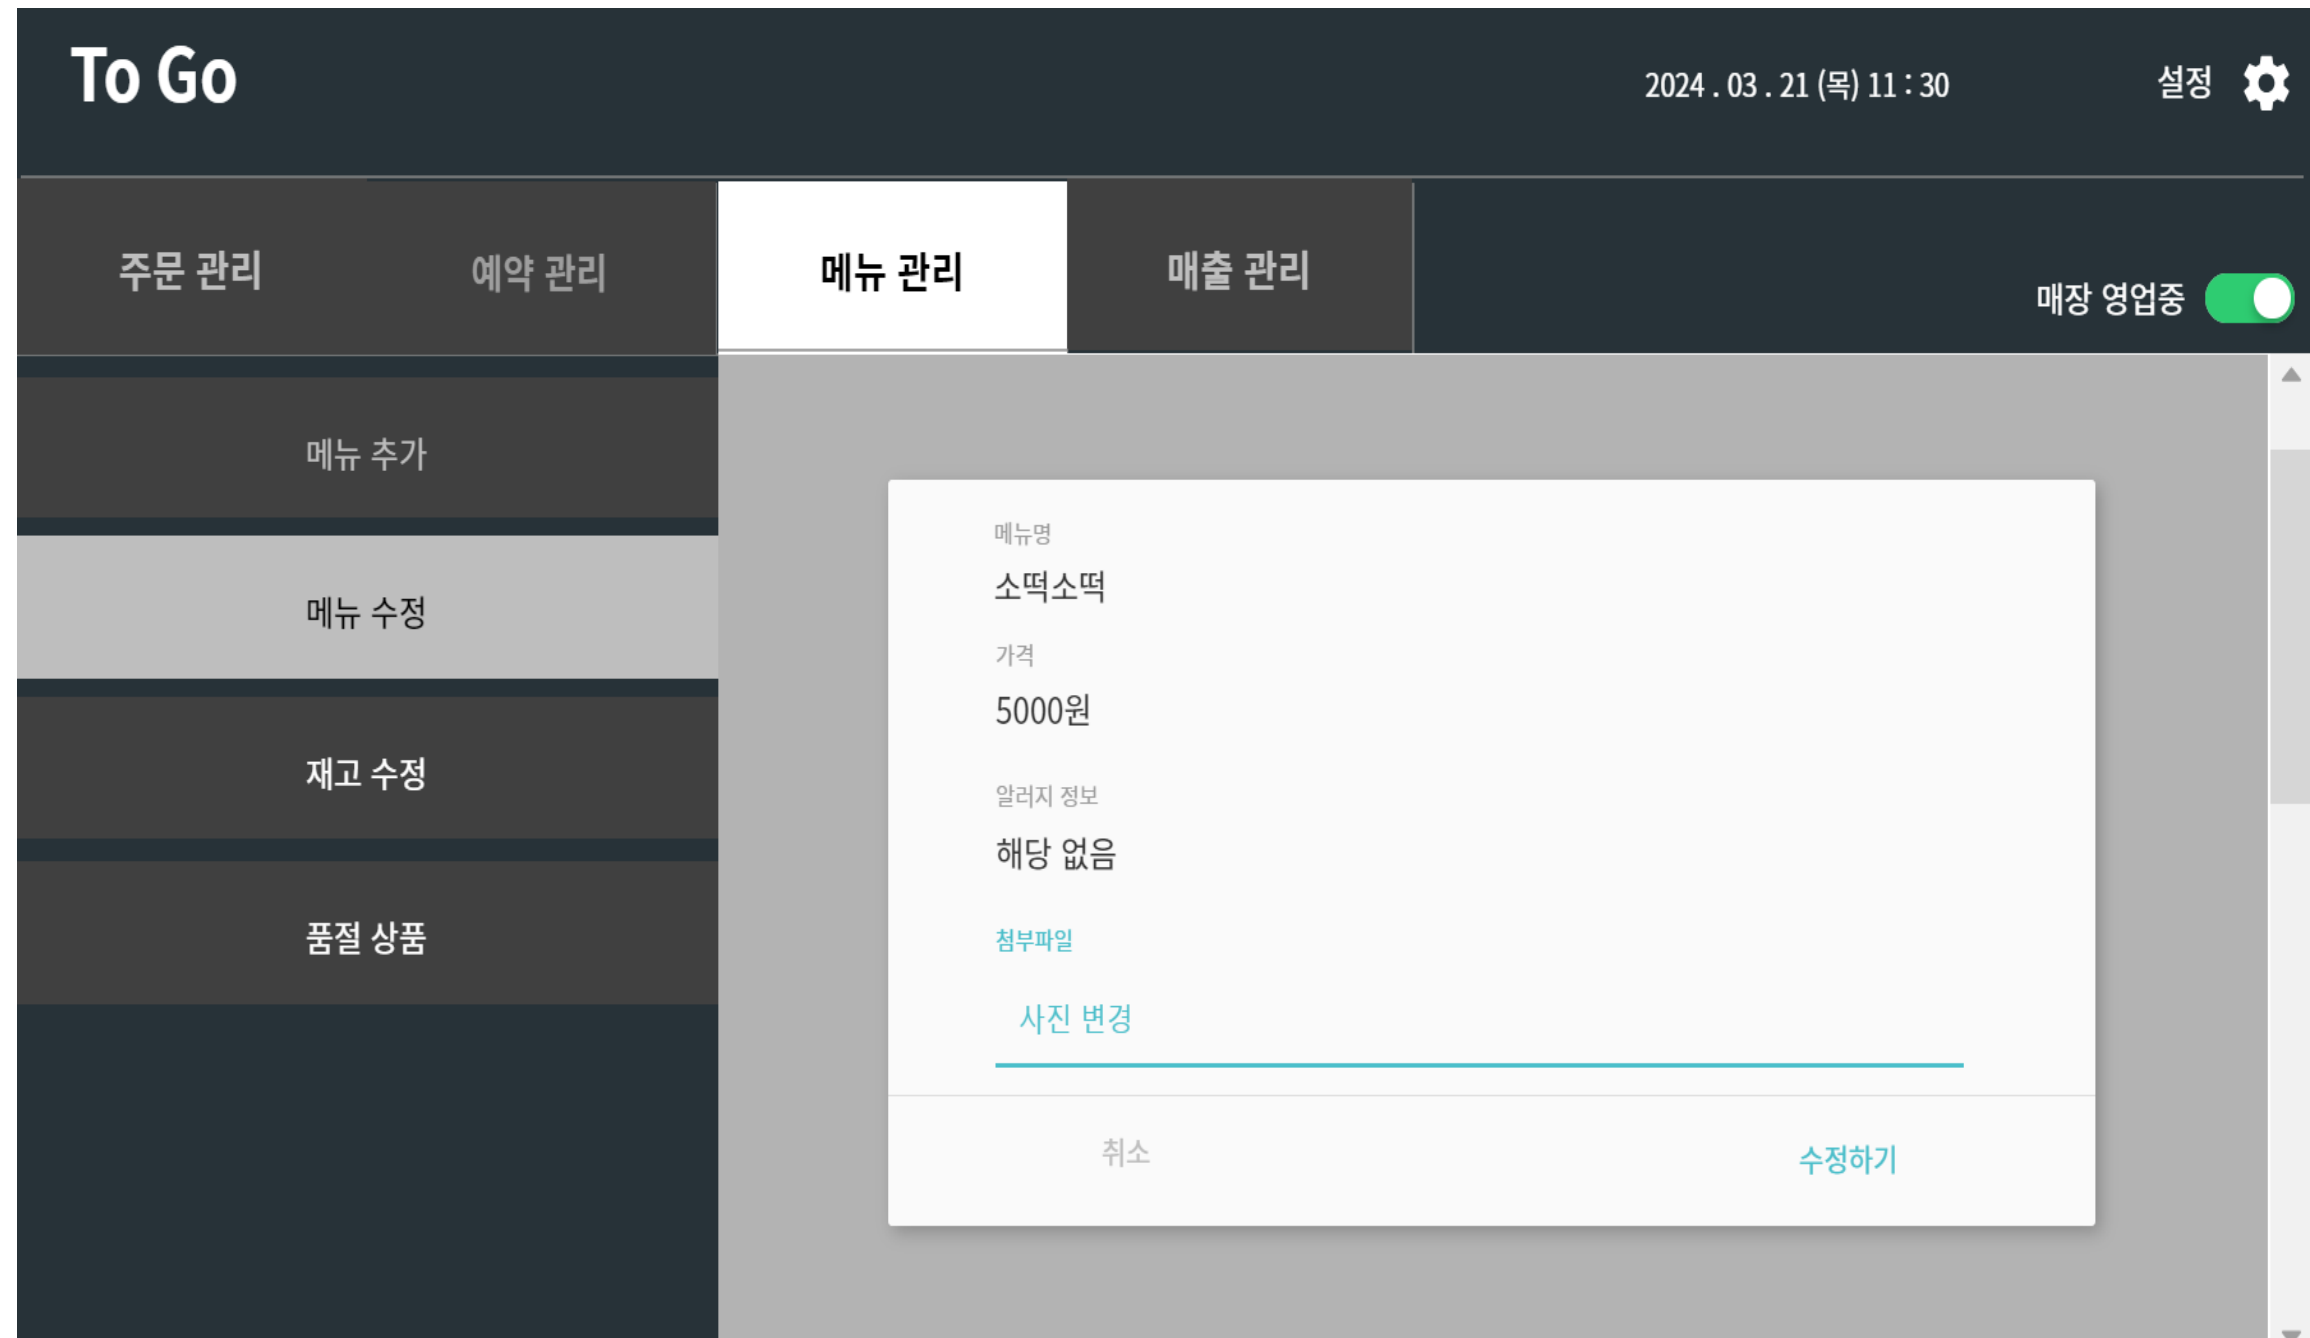 To Go
2024 . 03 . 21 (목) 11 : 30
설정
주문 관리
예약 관리
메뉴 관리
매출 관리
매장 영업중
메뉴 추가
메뉴 수정
재고 수정
품절 상품
메뉴명
소떡소떡
가격
5000원
알러지 정보
해당 없음
첨부파일
사진 변경
취소
수정하기